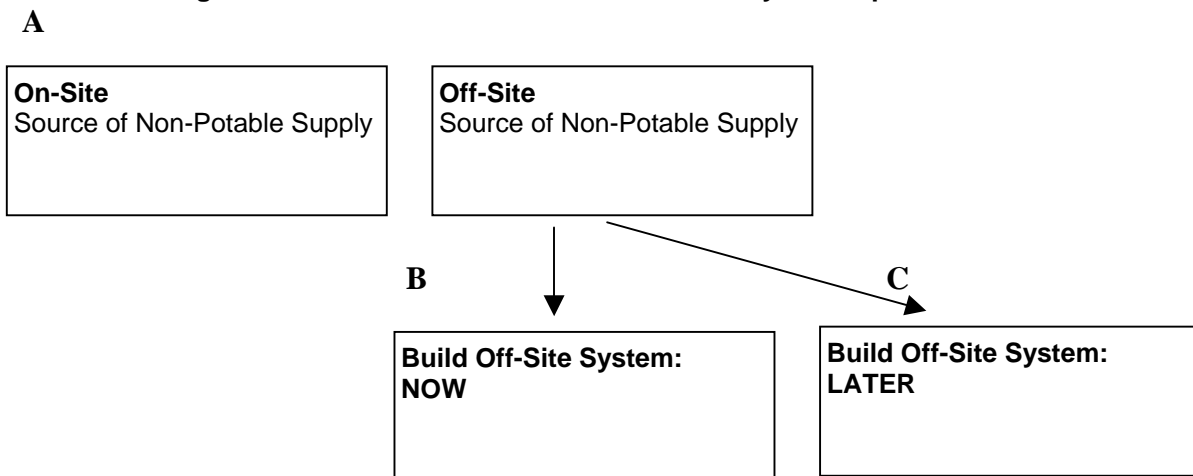 A
On-Site
Source of Non-Potable Supply
Off-Site
Source of Non-Potable Supply
B
C
Build Off-Site System:
NOW
Build Off-Site System:
LATER